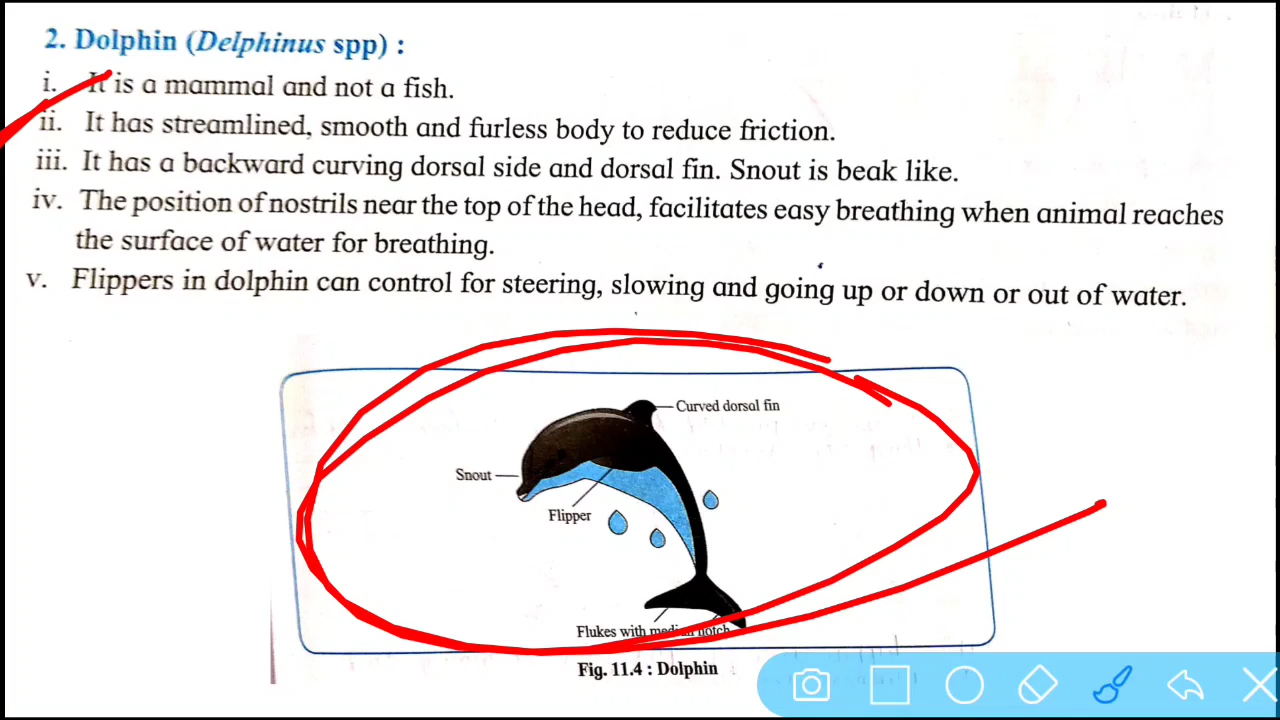 2. Dolphin (Delphinus spp) :
i. It is a mammal and not a fish.
ii. It has streamlined, smooth and furless body to reduce friction.
iii. It has a backward curving dorsal side and dorsal fin. Snout is beak like.
iv. The position of nostrils near the top of the head, facilitates easy breathing when animal reaches
the surface of water for breathing.
v. Flippers in dolphin can control for steering, slowing and going up or down or out of water.
Curved dorsal fin
Snout
Flipper
Flukes with median notch
Fig. 11.4 : Dolphin